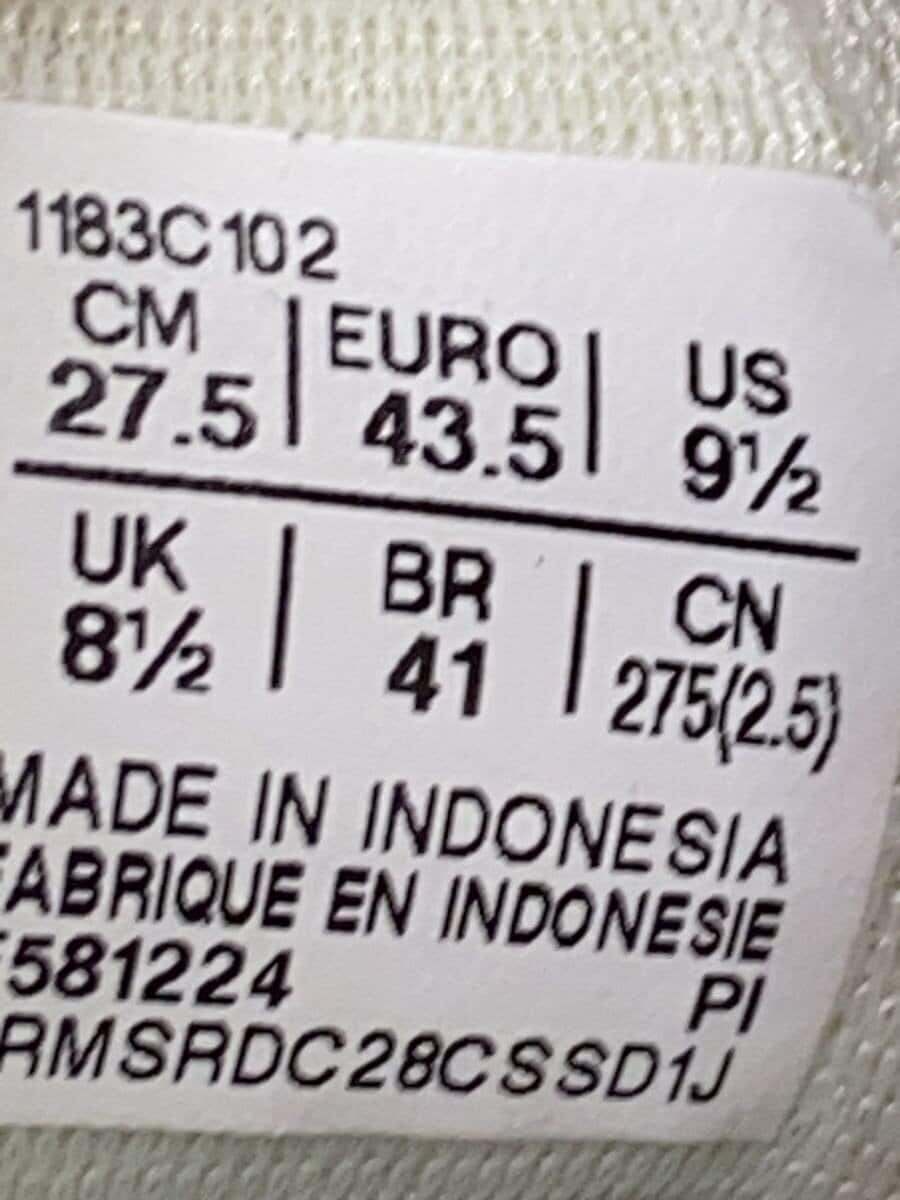 1183C102
CM | EURO | US
27.5 | 43.5 | 9½
UK | BR | CN
8½ | 41 | 275(2.5)
MADE IN INDONESIA
FABRIQUE EN INDONESIE
581224 PI
RMSRDC28CSSD1J